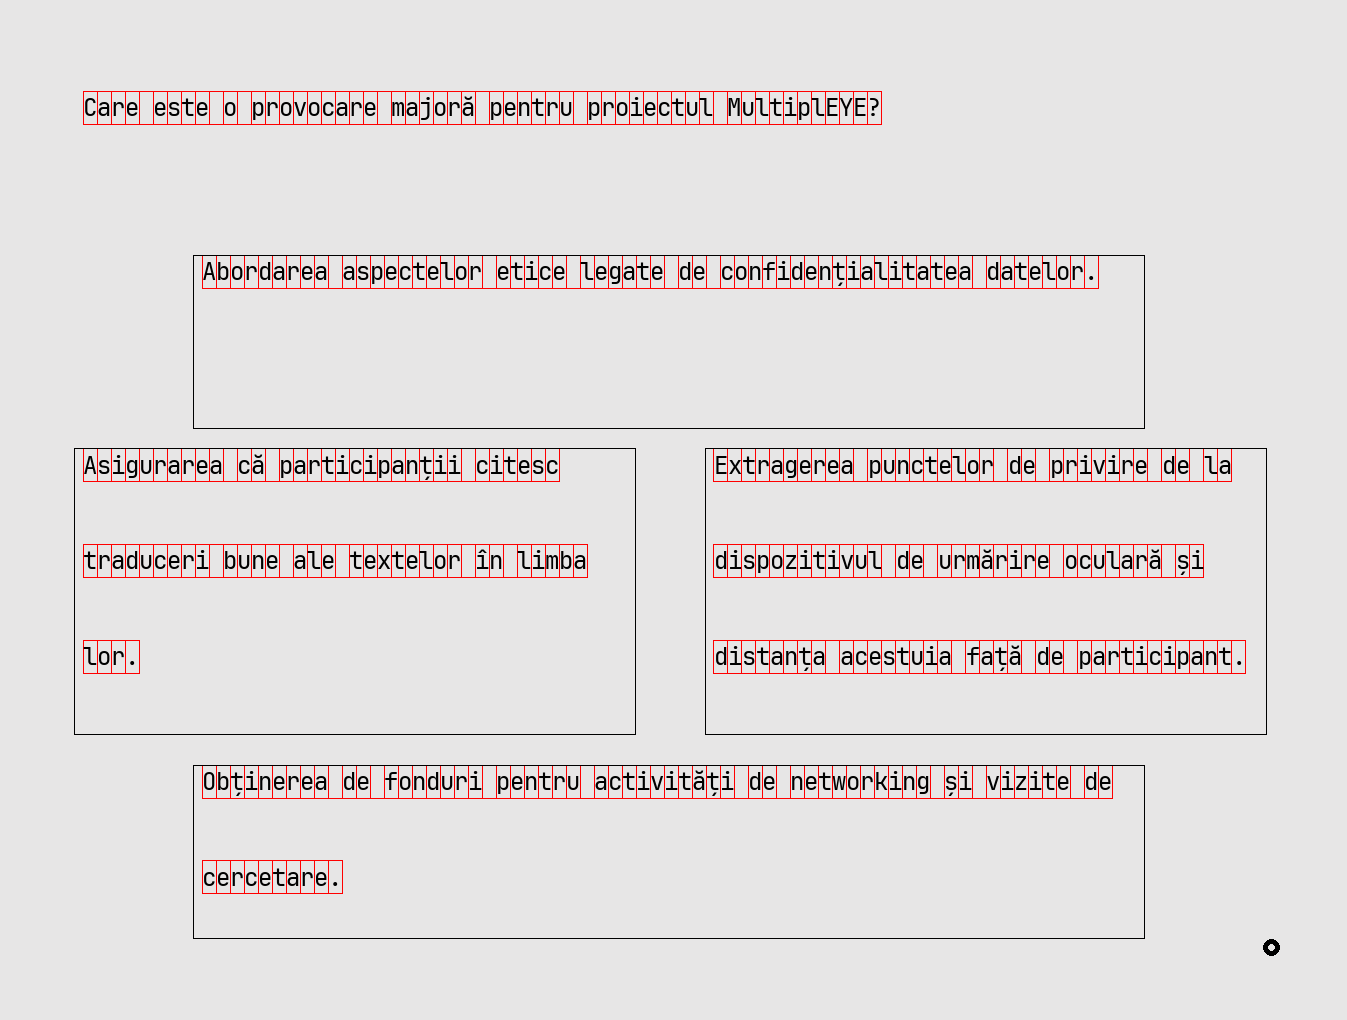 Care este o provocare majoră pentru proiectul MultiplEYE?
Abordarea aspectelor etice legate de confidențialitatea datelor.
Asigurarea că participanții citesc
traduceri bune ale textelor în limba
lor.
Extragerea punctelor de privire de la
dispozitivul de urmărire oculară și
distanța acestuia față de participant.
Obținerea de fonduri pentru activități de networking și vizite de
cercetare.